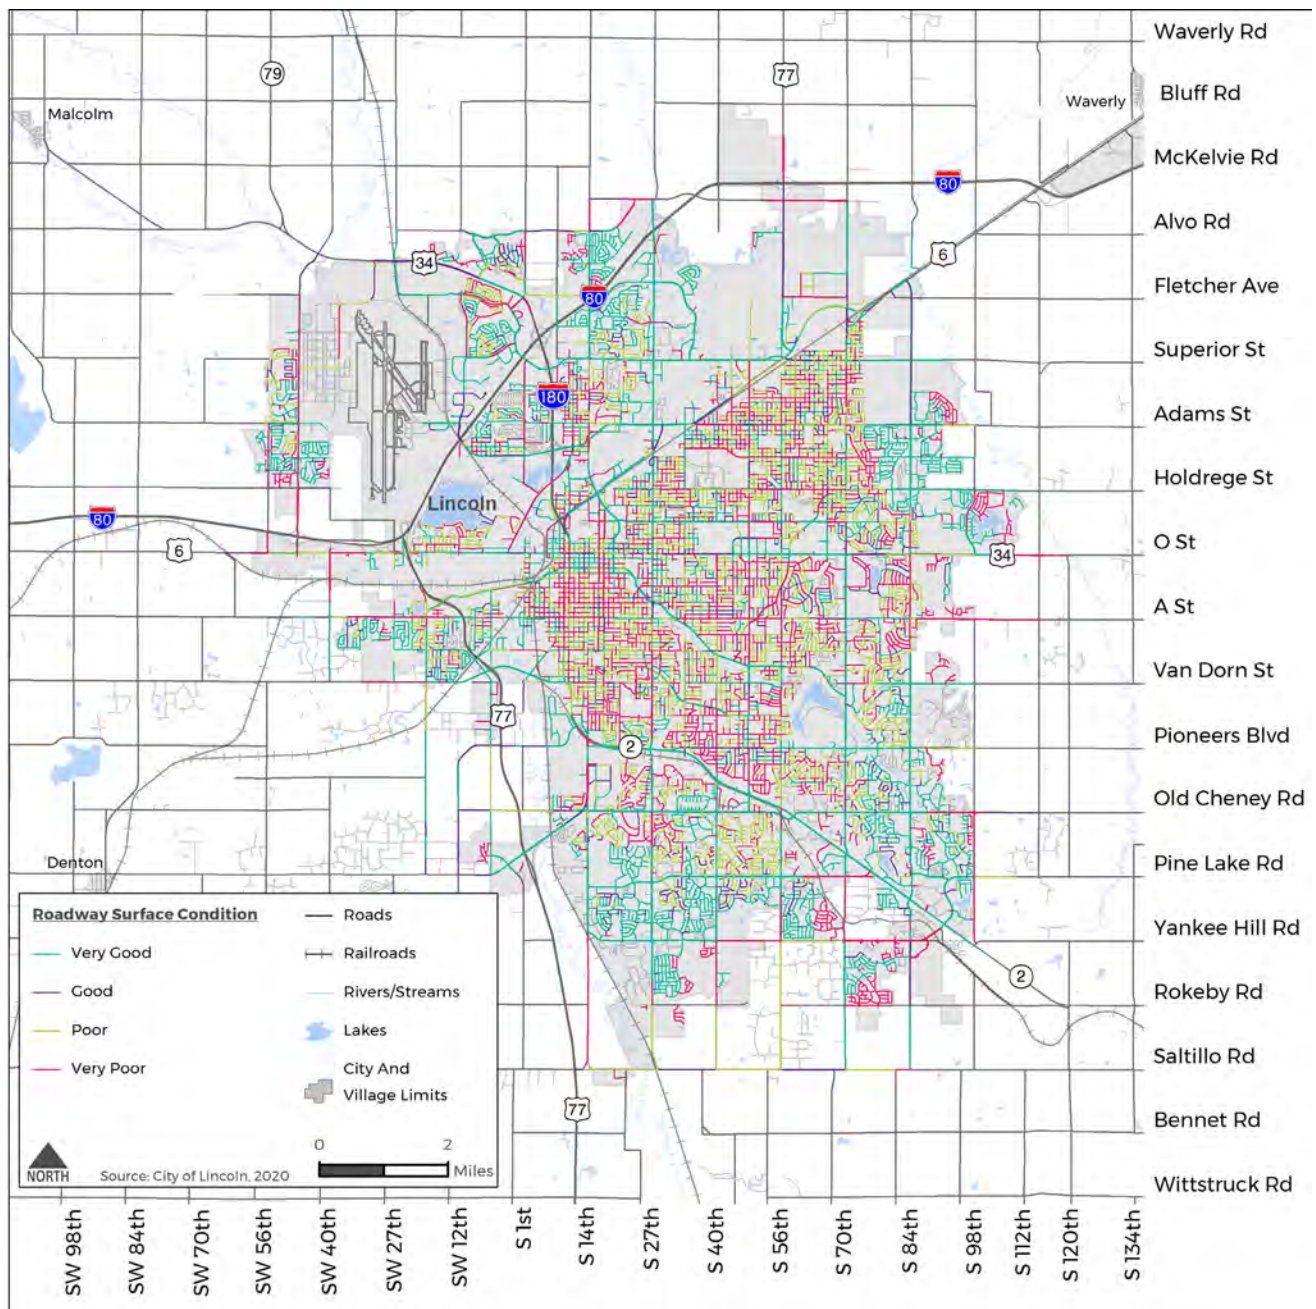 Waverly Rd
79
77
Malcolm
Waverly
Bluff Rd
McKelvie Rd
80
Alvo Rd
34
6
80
Fletcher Ave
Superior St
180
Adams St
Holdrege St
Lincoln
80
6
O St
34
A St
Van Dorn St
77
2
Pioneers Blvd
Old Cheney Rd
Denton
Pine Lake Rd
Roadway Surface Condition
Very Good
Good
Poor
Very Poor
Roads
Railroads
Rivers/Streams
Lakes
City And
Village Limits
Yankee Hill Rd
2
Rokeby Rd
Saltillo Rd
77
Bennet Rd
0 2
Miles
NORTH
Source: City of Lincoln, 2020
Wittstruck Rd
SW 98th
SW 84th
SW 70th
SW 56th
SW 40th
SW 27th
SW 12th
S 1st
S 14th
S 27th
S 40th
S 56th
S 70th
S 84th
S 98th
S 112th
S 120th
S 134th